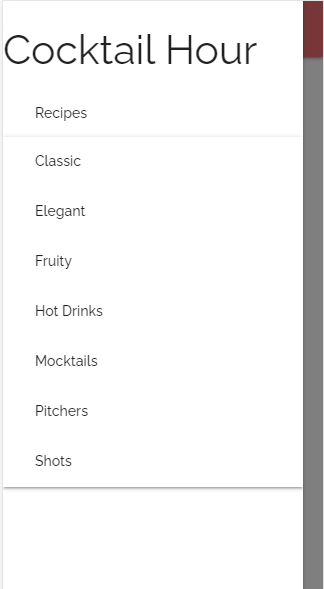 Cocktail Hour
Recipes
Classic
Elegant
Fruity
Hot Drinks
Mocktails
Pitchers
Shots